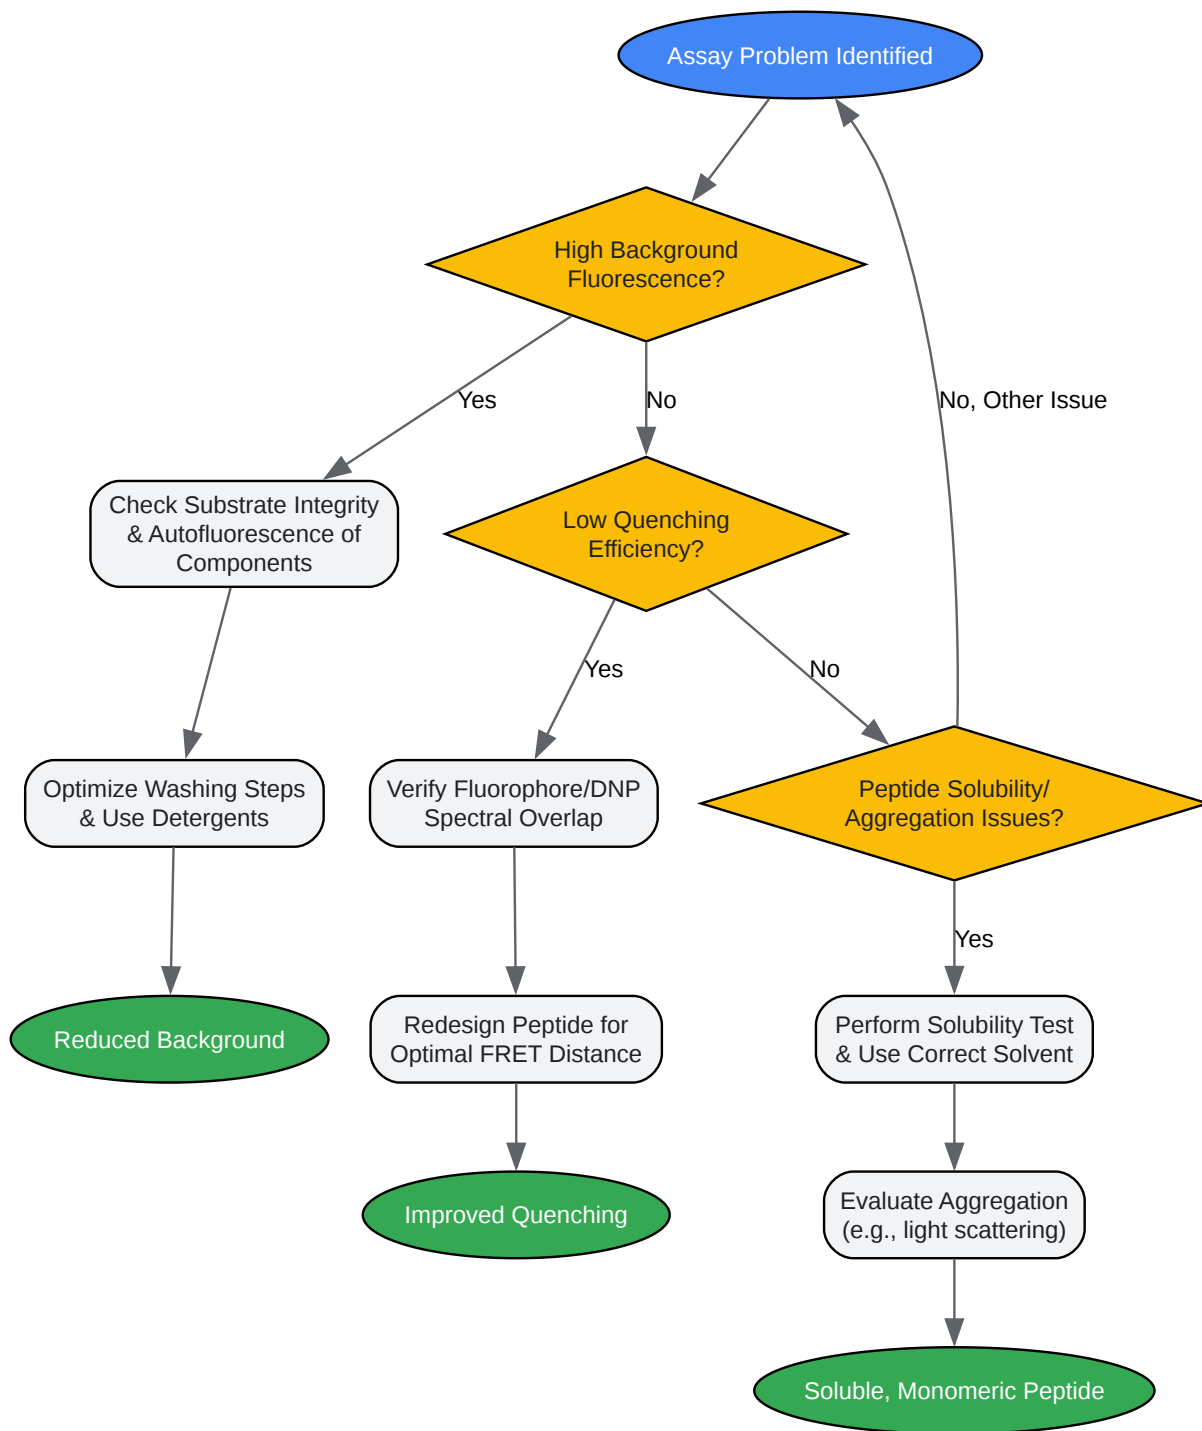 Assay Problem Identified
High Background
Fluorescence?
No, Other Issue
Yes
No
Check Substrate Integrity
& Autofluorescence of
Components
Low Quenching
Efficiency?
Yes
No
Optimize Washing Steps
& Use Detergents
Verify Fluorophore/DNP
Spectral Overlap
Peptide Solubility/
Aggregation Issues?
Yes
Reduced Background
Redesign Peptide for
Optimal FRET Distance
Perform Solubility Test
& Use Correct Solvent
Improved Quenching
Evaluate Aggregation
(e.g., light scattering)
Soluble, Monomeric Peptide